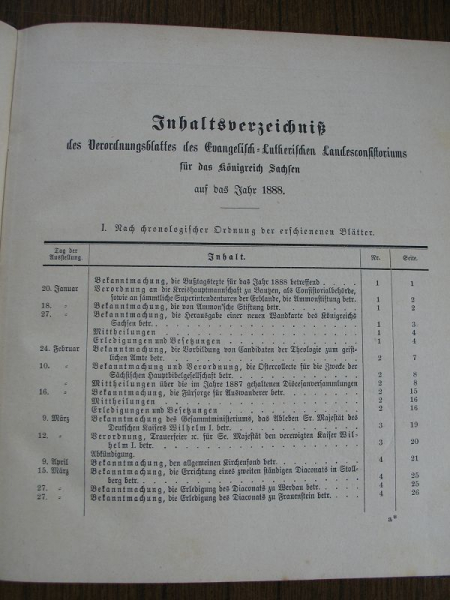 Inhaltsverzeichniß
des Verordnungsblattes des Evangelisch-Lutherischen Landesconsistoriums
für das Königreich Sachsen
auf das Jahr 1888.
I. Nach chronologischer Ordnung der erschienenen Blätter.
Tag der Ausstellung. Inhalt. Nr. Seite.
Bekanntmachung, die Bußtagstexte für das Jahr 1888 betreffend . 1 1
20. Januar Verordnung an die Kreishauptmannschaft zu Bautzen, als Consistorialbehörde,
sowie an sämmtliche Superintendenturen der Erblande, die Ammonstiftung betr. 1 2
18. " Bekanntmachung, die von Ammon'sche Stiftung betr. 1 2
27. " Bekanntmachung, die Herausgabe einer neuen Wandkarte des Königreichs
Sachsen betr. 1 3
Mittheilungen 1 4
Erledigungen und Besetzungen 1 4
24. Februar Bekanntmachung, die Vorbildung von Candidaten der Theologie zum geist-
lichen Amte betr. 2 7
10. " Bekanntmachung und Verordnung, die Ostercollecte für die Zwecke der
Sächsischen Hauptbibelgesellschaft betr. 2 8
" Mittheilungen über die im Jahre 1887 gehaltenen Diöcesanversammlungen 2 8
16. " Bekanntmachung, die Fürsorge für Auswanderer betr. 2 15
Mittheilungen 2 16
Erledigungen und Besetzungen 2 16
9. März Bekanntmachung des Gesammtministeriums, das Ableben Sr. Majestät des
Deutschen Kaisers Wilhelm I. betr. 3 19
12. " Verordnung, Trauerfeier ꝛc. für Se. Majestät den verewigten Kaiser Wil-
helm I. betr. 3 20
Abkündigung.
9. April Bekanntmachung, den allgemeinen Kirchenfond betr. 4 21
15. März Bekanntmachung, die Errichtung eines zweiten ständigen Diaconats in Stoll-
berg betr. 4 25
27. " Bekanntmachung, die Erledigung des Diaconats zu Werdau betr. 4 25
27. " Bekanntmachung, die Erledigung des Diaconats zu Frauenstein betr. 4 26
a*